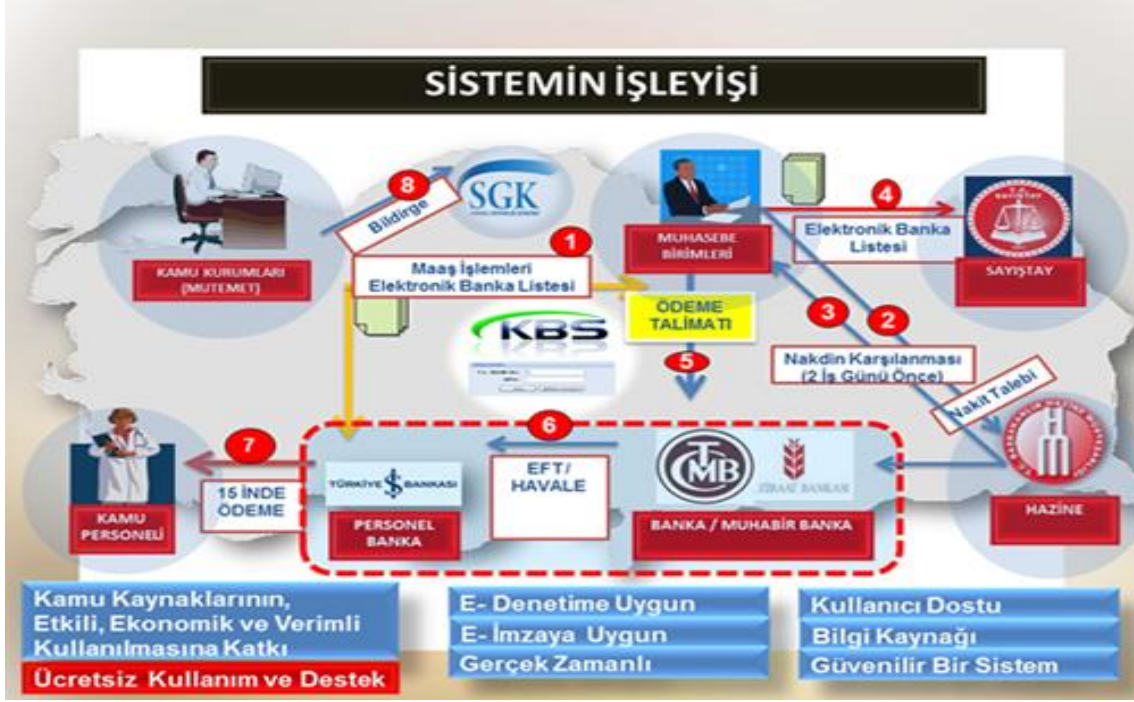 SİSTEMİN İŞLEYİŞİ
8
SGK
Bildirge
KAMU KURUMLARI
(MUTEMET)
1
Maaş İşlemleri
Elektronik Banka Listesi
MUHASEBE
BİRİMLERİ
4
Elektronik Banka
Listesi
T.C.
SAYIŞTAY
SAYIŞTAY
KBS
ÖDEME
TALİMATI
3
2
5
Nakdin Karşılanması
(2 İş Günü Önce)
Nakit Talebi
HAZİNE
6
EFT/
HAVALE
7
15 İNDE
ÖDEME
KAMU
PERSONELİ
TÜRKİYE İŞ BANKASI
PERSONEL
BANKA
TCMB
ZİRAAT BANKASI
BANKA / MUHABİR BANKA
Kamu Kaynaklarının,
Etkili, Ekonomik ve Verimli
Kullanılmasına Katkı
Ücretsiz Kullanım ve Destek
E- Denetime Uygun
E- İmzaya Uygun
Gerçek Zamanlı
Kullanıcı Dostu
Bilgi Kaynağı
Güvenilir Bir Sistem